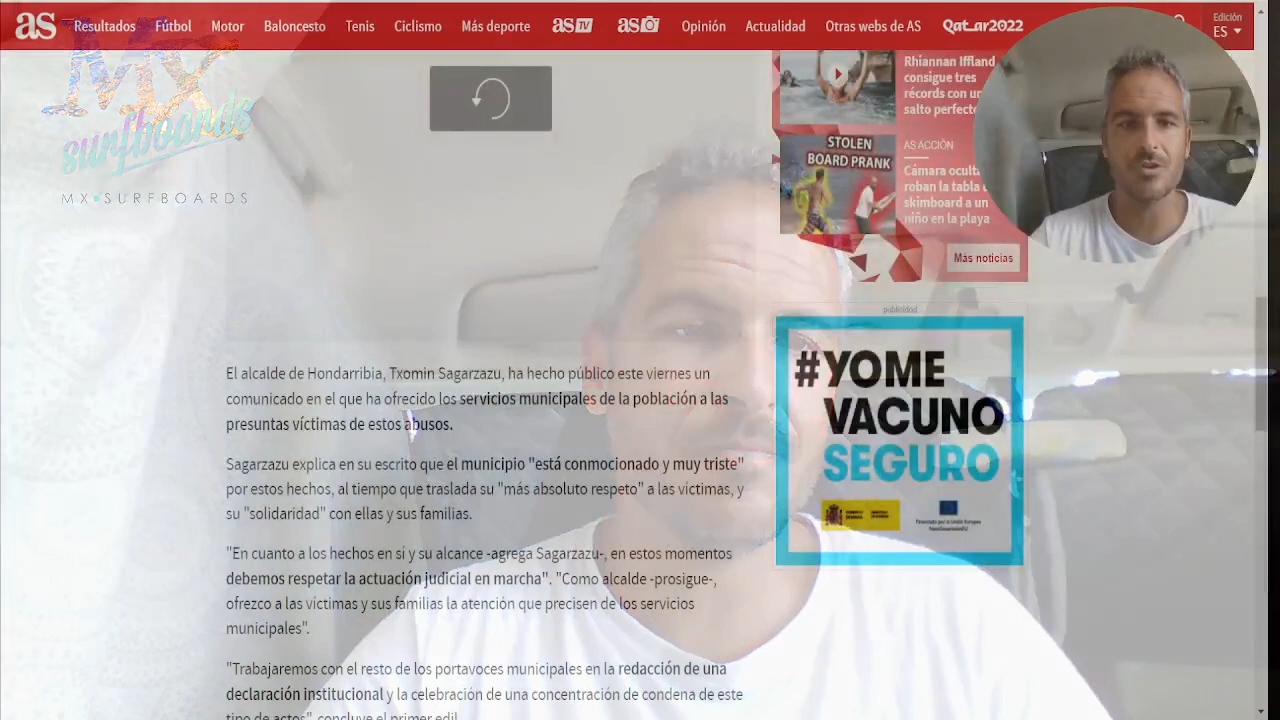 as Resultados Fútbol Motor Baloncesto Tenis Ciclismo Más deporte as TV as Opinión Actualidad Otras webs de AS Qatar2022 Edición ES
Mx
surfboards
MX SURFBOARDS
Rhiannan Iffland
consigue tres
récords con un
salto perfecto
STOLEN
BOARD PRANK
AS ACCIÓN
Cámara
roban la tabla
skimboard a un
niño en la playa
Más noticias
publicidad
#YOME
VACUNO
SEGURO
El alcalde de Hondarribia, Txomin Sagarzazu, ha hecho público este viernes un
comunicado en el que ha ofrecido los servicios municipales de la población a las
presuntas víctimas de estos abusos.
Sagarzazu explica en su escrito que el municipio "está conmocionado y muy triste"
por estos hechos, al tiempo que traslada su "más absoluto respeto" a las víctimas, y
su "solidaridad" con ellas y sus familias.
"En cuanto a los hechos en sí y su alcance -agrega Sagarzazu-, en estos momentos
debemos respetar la actuación judicial en marcha". "Como alcalde -prosigue-,
ofrezco a las víctimas y sus familias la atención que precisen de los servicios
municipales".
"Trabajaremos con el resto de los portavoces municipales en la redacción de una
declaración institucional y la celebración de una concentración de condena de este
tipo de actos", concluye el primer edil.